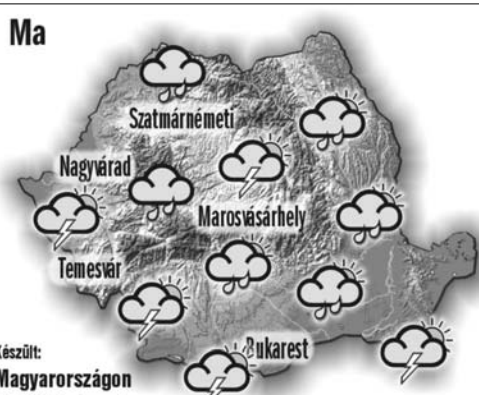 Ma
Szatmárnémeti
Nagyvárad
Marosvásárhely
Temesvár
Bukarest
Készült:
Magyarországon